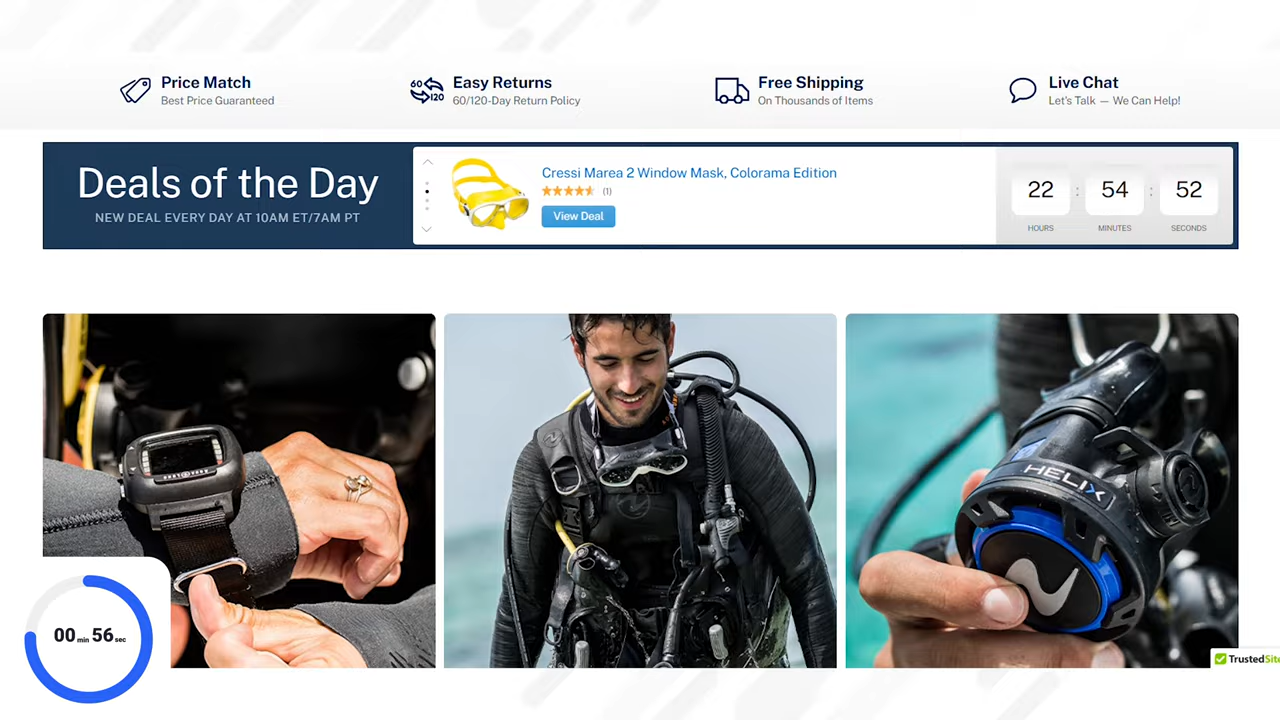 Price Match
Best Price Guaranteed
60
120
Easy Returns
60/120-Day Return Policy
Free Shipping
On Thousands of Items
Live Chat
Let's Talk — We Can Help!
Deals of the Day
NEW DEAL EVERY DAY AT 10AM ET/7AM PT
Cressi Marea 2 Window Mask, Colorama Edition
(1)
View Deal
22 : 54 : 52
HOURS MINUTES SECONDS
HELIX
00 min 56 sec
TrustedSite